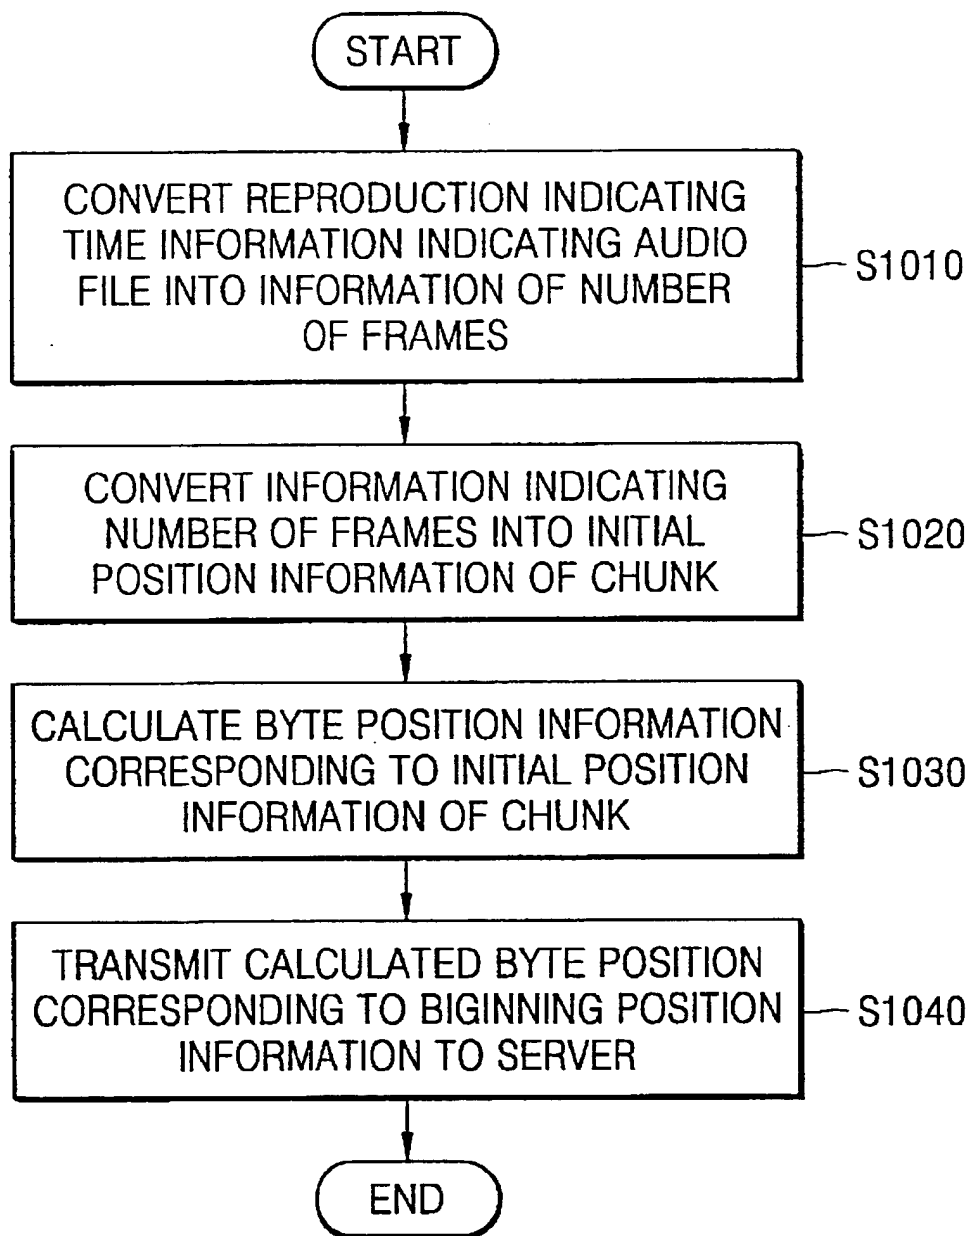 START
CONVERT REPRODUCTION INDICATING
TIME INFORMATION INDICATING AUDIO
FILE INTO INFORMATION OF NUMBER
OF FRAMES
S1010
CONVERT INFORMATION INDICATING
NUMBER OF FRAMES INTO INITIAL
POSITION INFORMATION OF CHUNK
S1020
CALCULATE BYTE POSITION INFORMATION
CORRESPONDING TO INITIAL POSITION
INFORMATION OF CHUNK
S1030
TRANSMIT CALCULATED BYTE POSITION
CORRESPONDING TO BIGINNING POSITION
INFORMATION TO SERVER
S1040
END